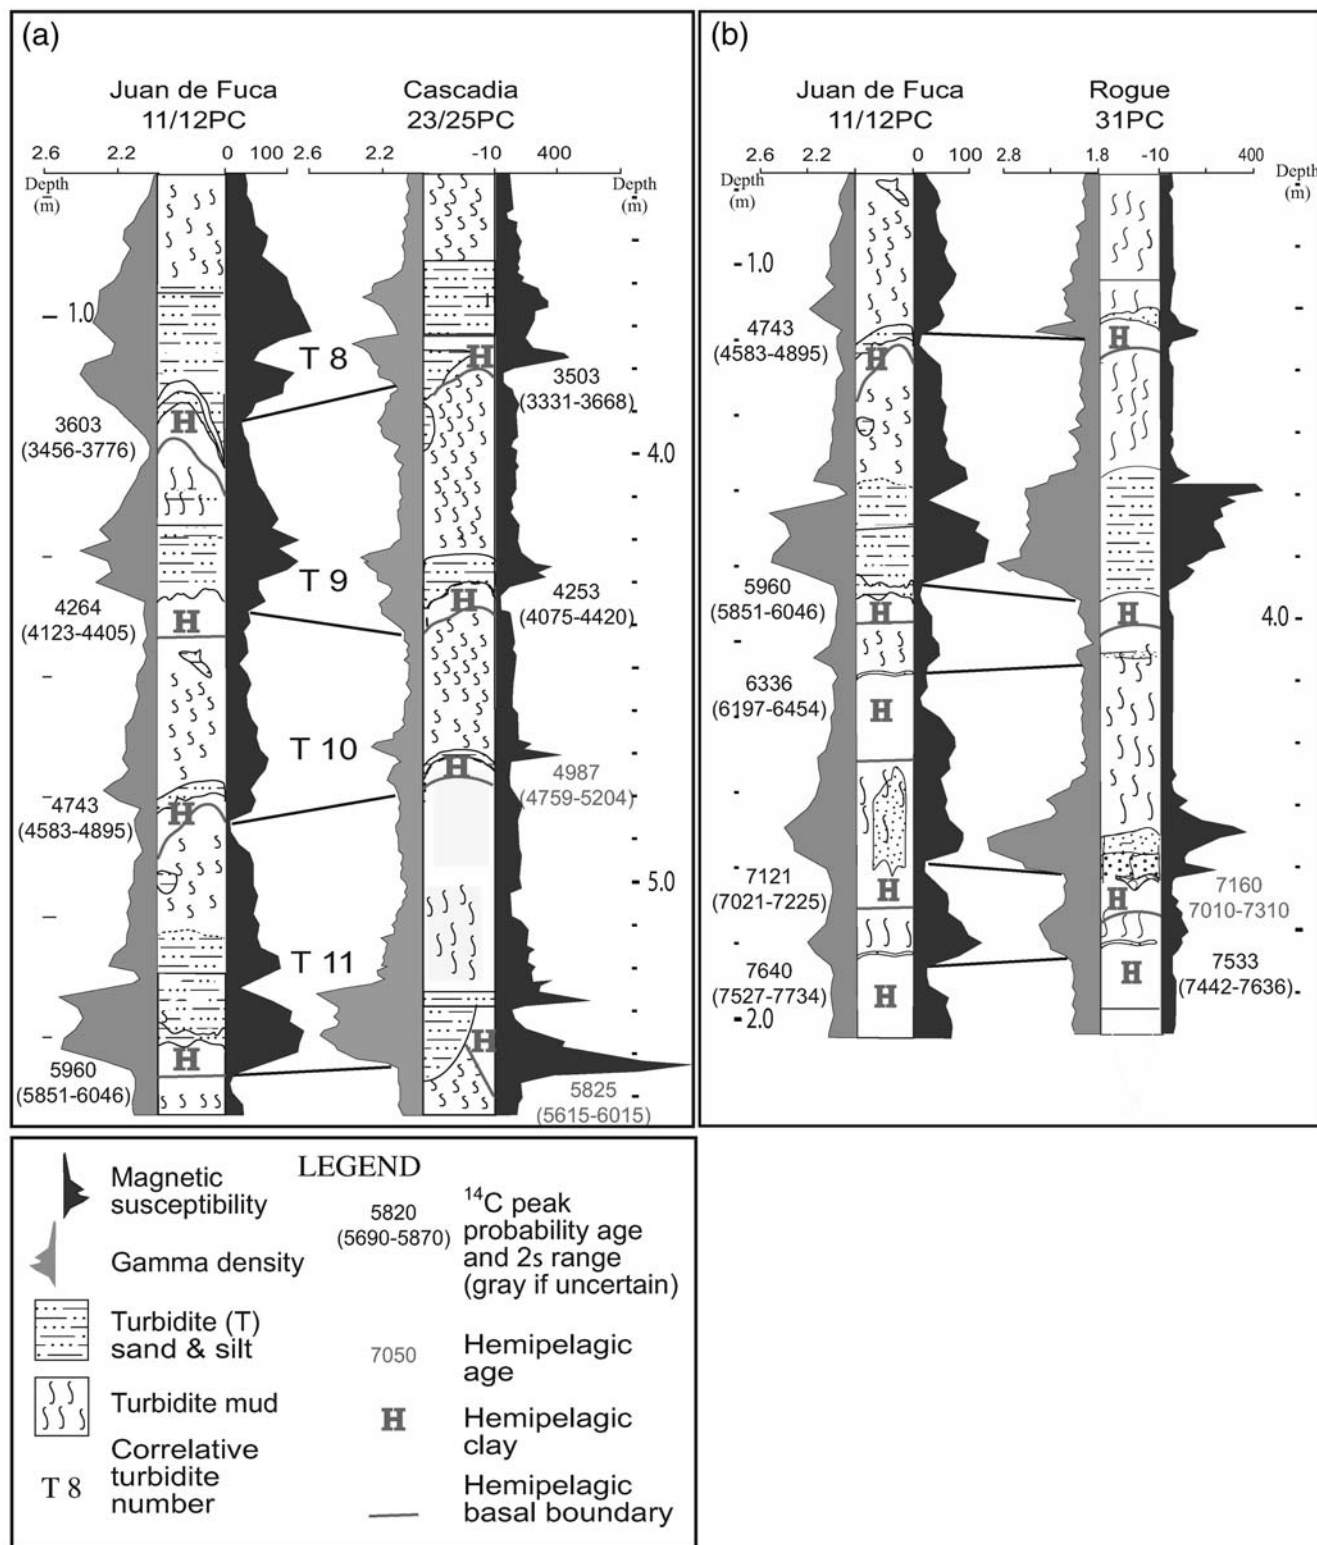 (a)
Juan de Fuca
11/12PC
Cascadia
23/25PC
2.6 2.2 0 100 2.6 2.2 -10 400
Depth
(m)
Depth
(m)
1.0
T 8
3503
(3331-3668)
3603
(3456-3776)
H
H
4.0
T 9
4264
(4123-4405)
H
H
4253
(4075-4420)
T 10
H
4987
(4759-5204)
4743
(4583-4895)
H
5.0
T 11
H
H
5960
(5851-6046)
5825
(5615-6015)
(b)
Juan de Fuca
11/12PC
Rogue
31PC
2.6 2.2 0 100 2.8 1.8 -10 400
Depth
(m)
Depth
(m)
1.0
4743
(4583-4895)
H
H
5960
(5851-6046)
H
H
4.0
6336
(6197-6454)
H
7121
(7021-7225)
H
H
7160
7010-7310
7640
(7527-7734)
H
H
7533
(7442-7636)
2.0
LEGEND
Magnetic
susceptibility
Gamma density
Turbidite (T)
sand & silt
Turbidite mud
T 8
Correlative
turbidite
number
5820
(5690-5870)
14C peak
probability age
and 2s range
(gray if uncertain)
7050
Hemipelagic
age
H
Hemipelagic
clay
Hemipelagic
basal boundary